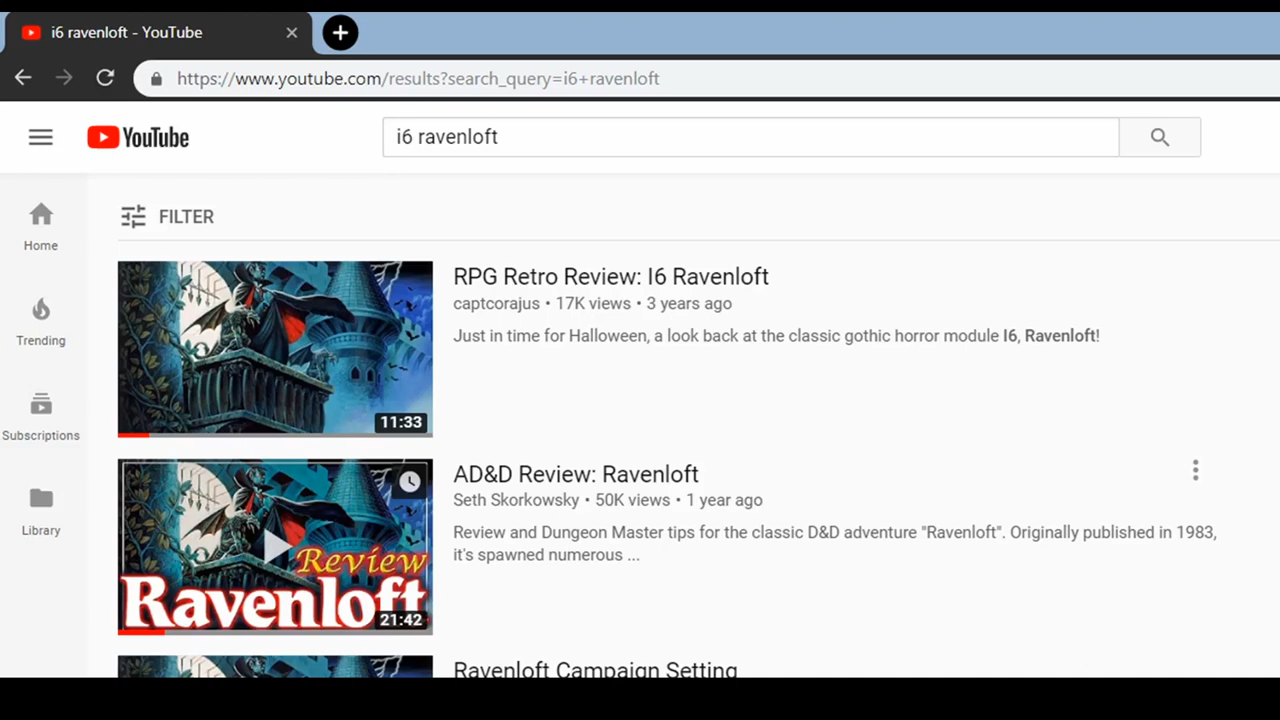 i6 ravenloft - YouTube
https://www.youtube.com/results?search_query=i6+ravenloft
YouTube
i6 ravenloft
FILTER
Home
Trending
Subscriptions
Library
11:33
RPG Retro Review: I6 Ravenloft
captcorajus • 17K views • 3 years ago
Just in time for Halloween, a look back at the classic gothic horror module I6, Ravenloft!
Review
Ravenloft
21:42
AD&D Review: Ravenloft
Seth Skorkowsky • 50K views • 1 year ago
Review and Dungeon Master tips for the classic D&D adventure "Ravenloft". Originally published in 1983,
it's spawned numerous ...
Ravenloft Campaign Setting